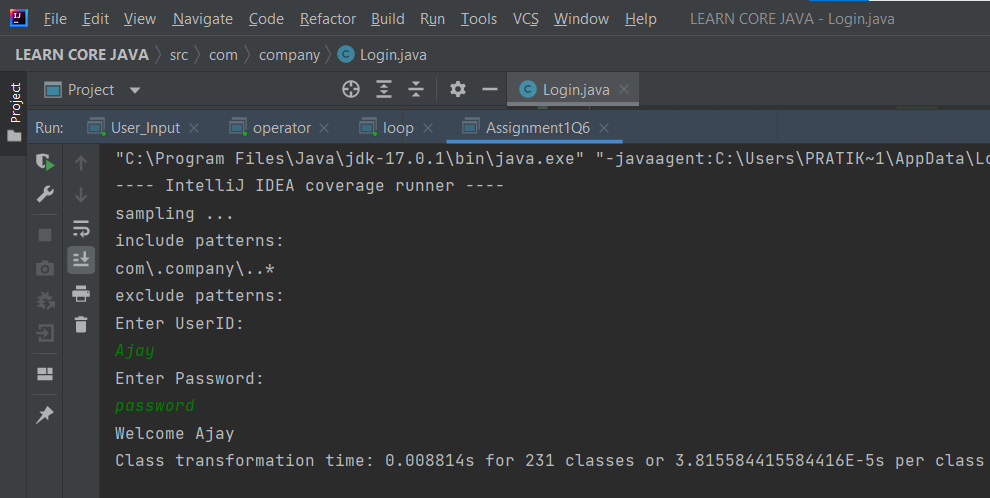 File Edit View Navigate Code Refactor Build Run Tools VCS Window Help LEARN CORE JAVA - Login.java
LEARN CORE JAVA src com company Login.java
Project
Project Login.java
Run: User_Input operator loop Assignment1Q6
"C:\Program Files\Java\jdk-17.0.1\bin\java.exe" "-javaagent:C:\Users\PRATIK~1\AppData\Lo
---- IntelliJ IDEA coverage runner ----
sampling ...
include patterns:
com\.company\..*
exclude patterns:
Enter UserID:
Ajay
Enter Password:
password
Welcome Ajay
Class transformation time: 0.008814s for 231 classes or 3.815584415584416E-5s per class